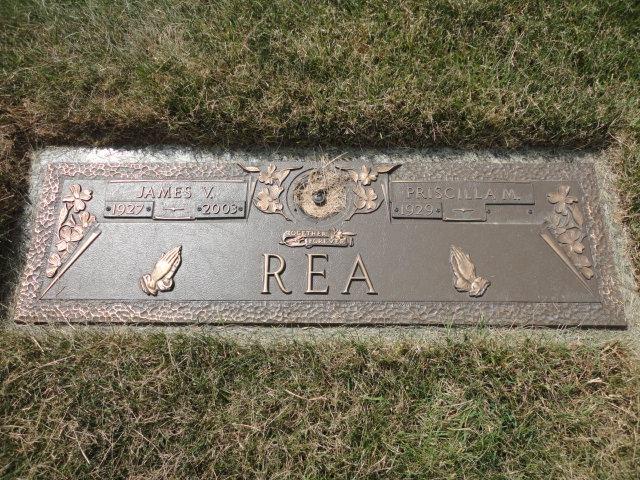 JAMES V.
1927 2003
PRISCILLA M.
1929
TOGETHER
FOREVER
REA